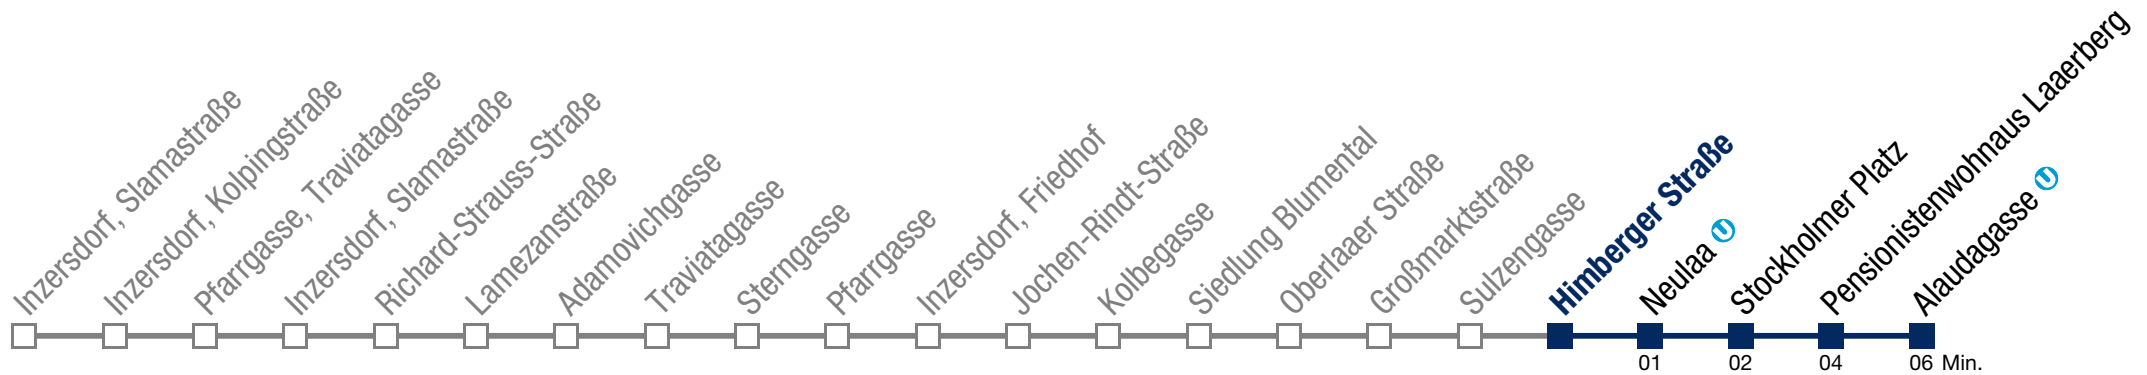 Inzersdorf, Slamastraße
Inzersdorf, Kolpingstraße
Pfarrgasse, Traviatagasse
Inzersdorf, Slamastraße
Richard-Strauss-Straße
Lamezanstraße
Adamovichgasse
Traviatagasse
Sterngasse
Pfarrgasse
Inzersdorf, Friedhof
Jochen-Rindt-Straße
Kolbegasse
Siedlung Blumental
Oberlaaer Straße
Großmarktstraße
Sulzengasse
Himberger Straße
Neulaa U
Stockholmer Platz
Pensionistenwohnhaus Laaerberg
Alaudagasse U
01 02 04 06 Min.